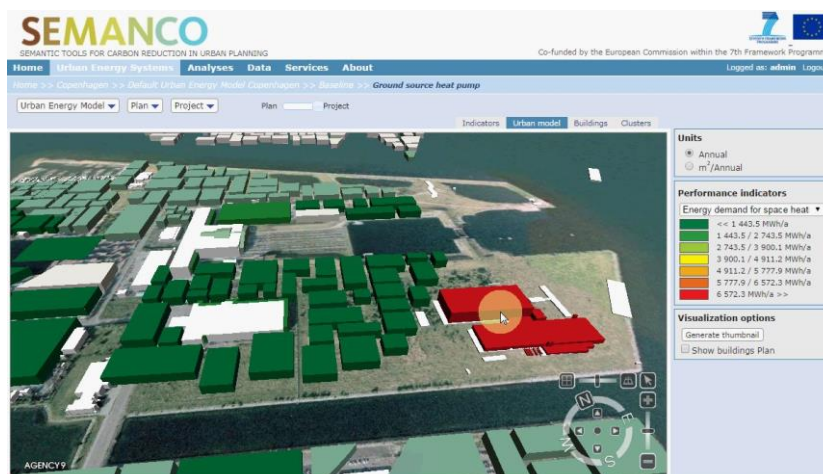 SEMANCO
SEMANTIC TOOLS FOR CARBON REDUCTION IN URBAN PLANNING
Co-funded by the European Commission within the 7th Framework Programm
Home Urban Energy Systems Analyses Data Services About
Logged as: admin Logou
Home >> Copenhagen >> Default Urban Energy Model Copenhagen >> Baseline >> Ground source heat pump
Urban Energy Model Plan Project Plan Project
Indicators Urban model Buildings Clusters
Units
Annual
m²/Annual
Performance indicators
Energy demand for space heat
<< 1 443.5 MWh/a
1 443.5 / 2 743.5 MWh/a
2 743.5 / 3 900.1 MWh/a
3 900.1 / 4 911.2 MWh/a
4 911.2 / 5 777.9 MWh/a
5 777.9 / 6 572.3 MWh/a
6 572.3 MWh/a >>
Visualization options
Generate thumbnail
Show buildings Plan
N
E
W
S
AGENCY9